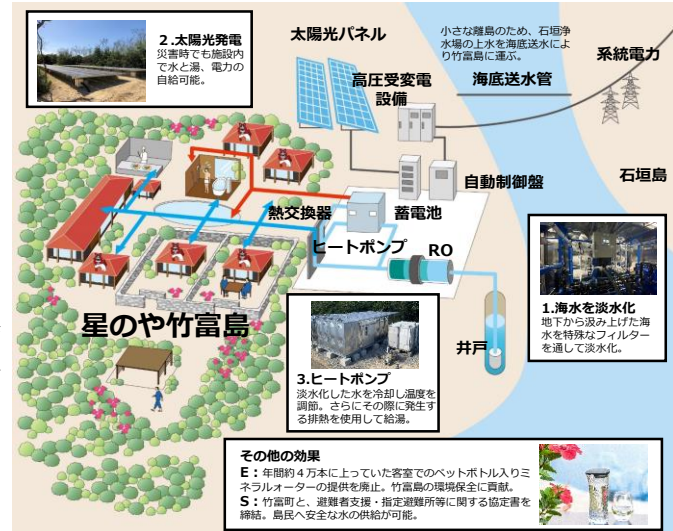 2.太陽光発電
災害時でも施設内
で水と湯、電力の
自給可能。
太陽光パネル
小さな離島のため、石垣浄
水場の上水を海底送水によ
り竹富島に運ぶ。
系統電力
高圧受変電
設備
海底送水管
石垣島
自動制御盤
熱交換器
蓄電池
ヒートポンプ
RO
星のや竹富島
井戸
1.海水を淡水化
地下から汲み上げた海
水を特殊なフィルター
を通して淡水化。
3.ヒートポンプ
淡水化した水を冷却し温度を
調節。さらにその際に発生す
る排熱を使用して給湯。
その他の効果
E：年間約４万本に上っていた客室でのペットボトル入りミ
ネラルオーターの提供を廃止。竹富島の環境保全に貢献。
S：竹富町と、避難者支援・指定避難所等に関する協定書を
締結。島民へ安全な水の供給が可能。